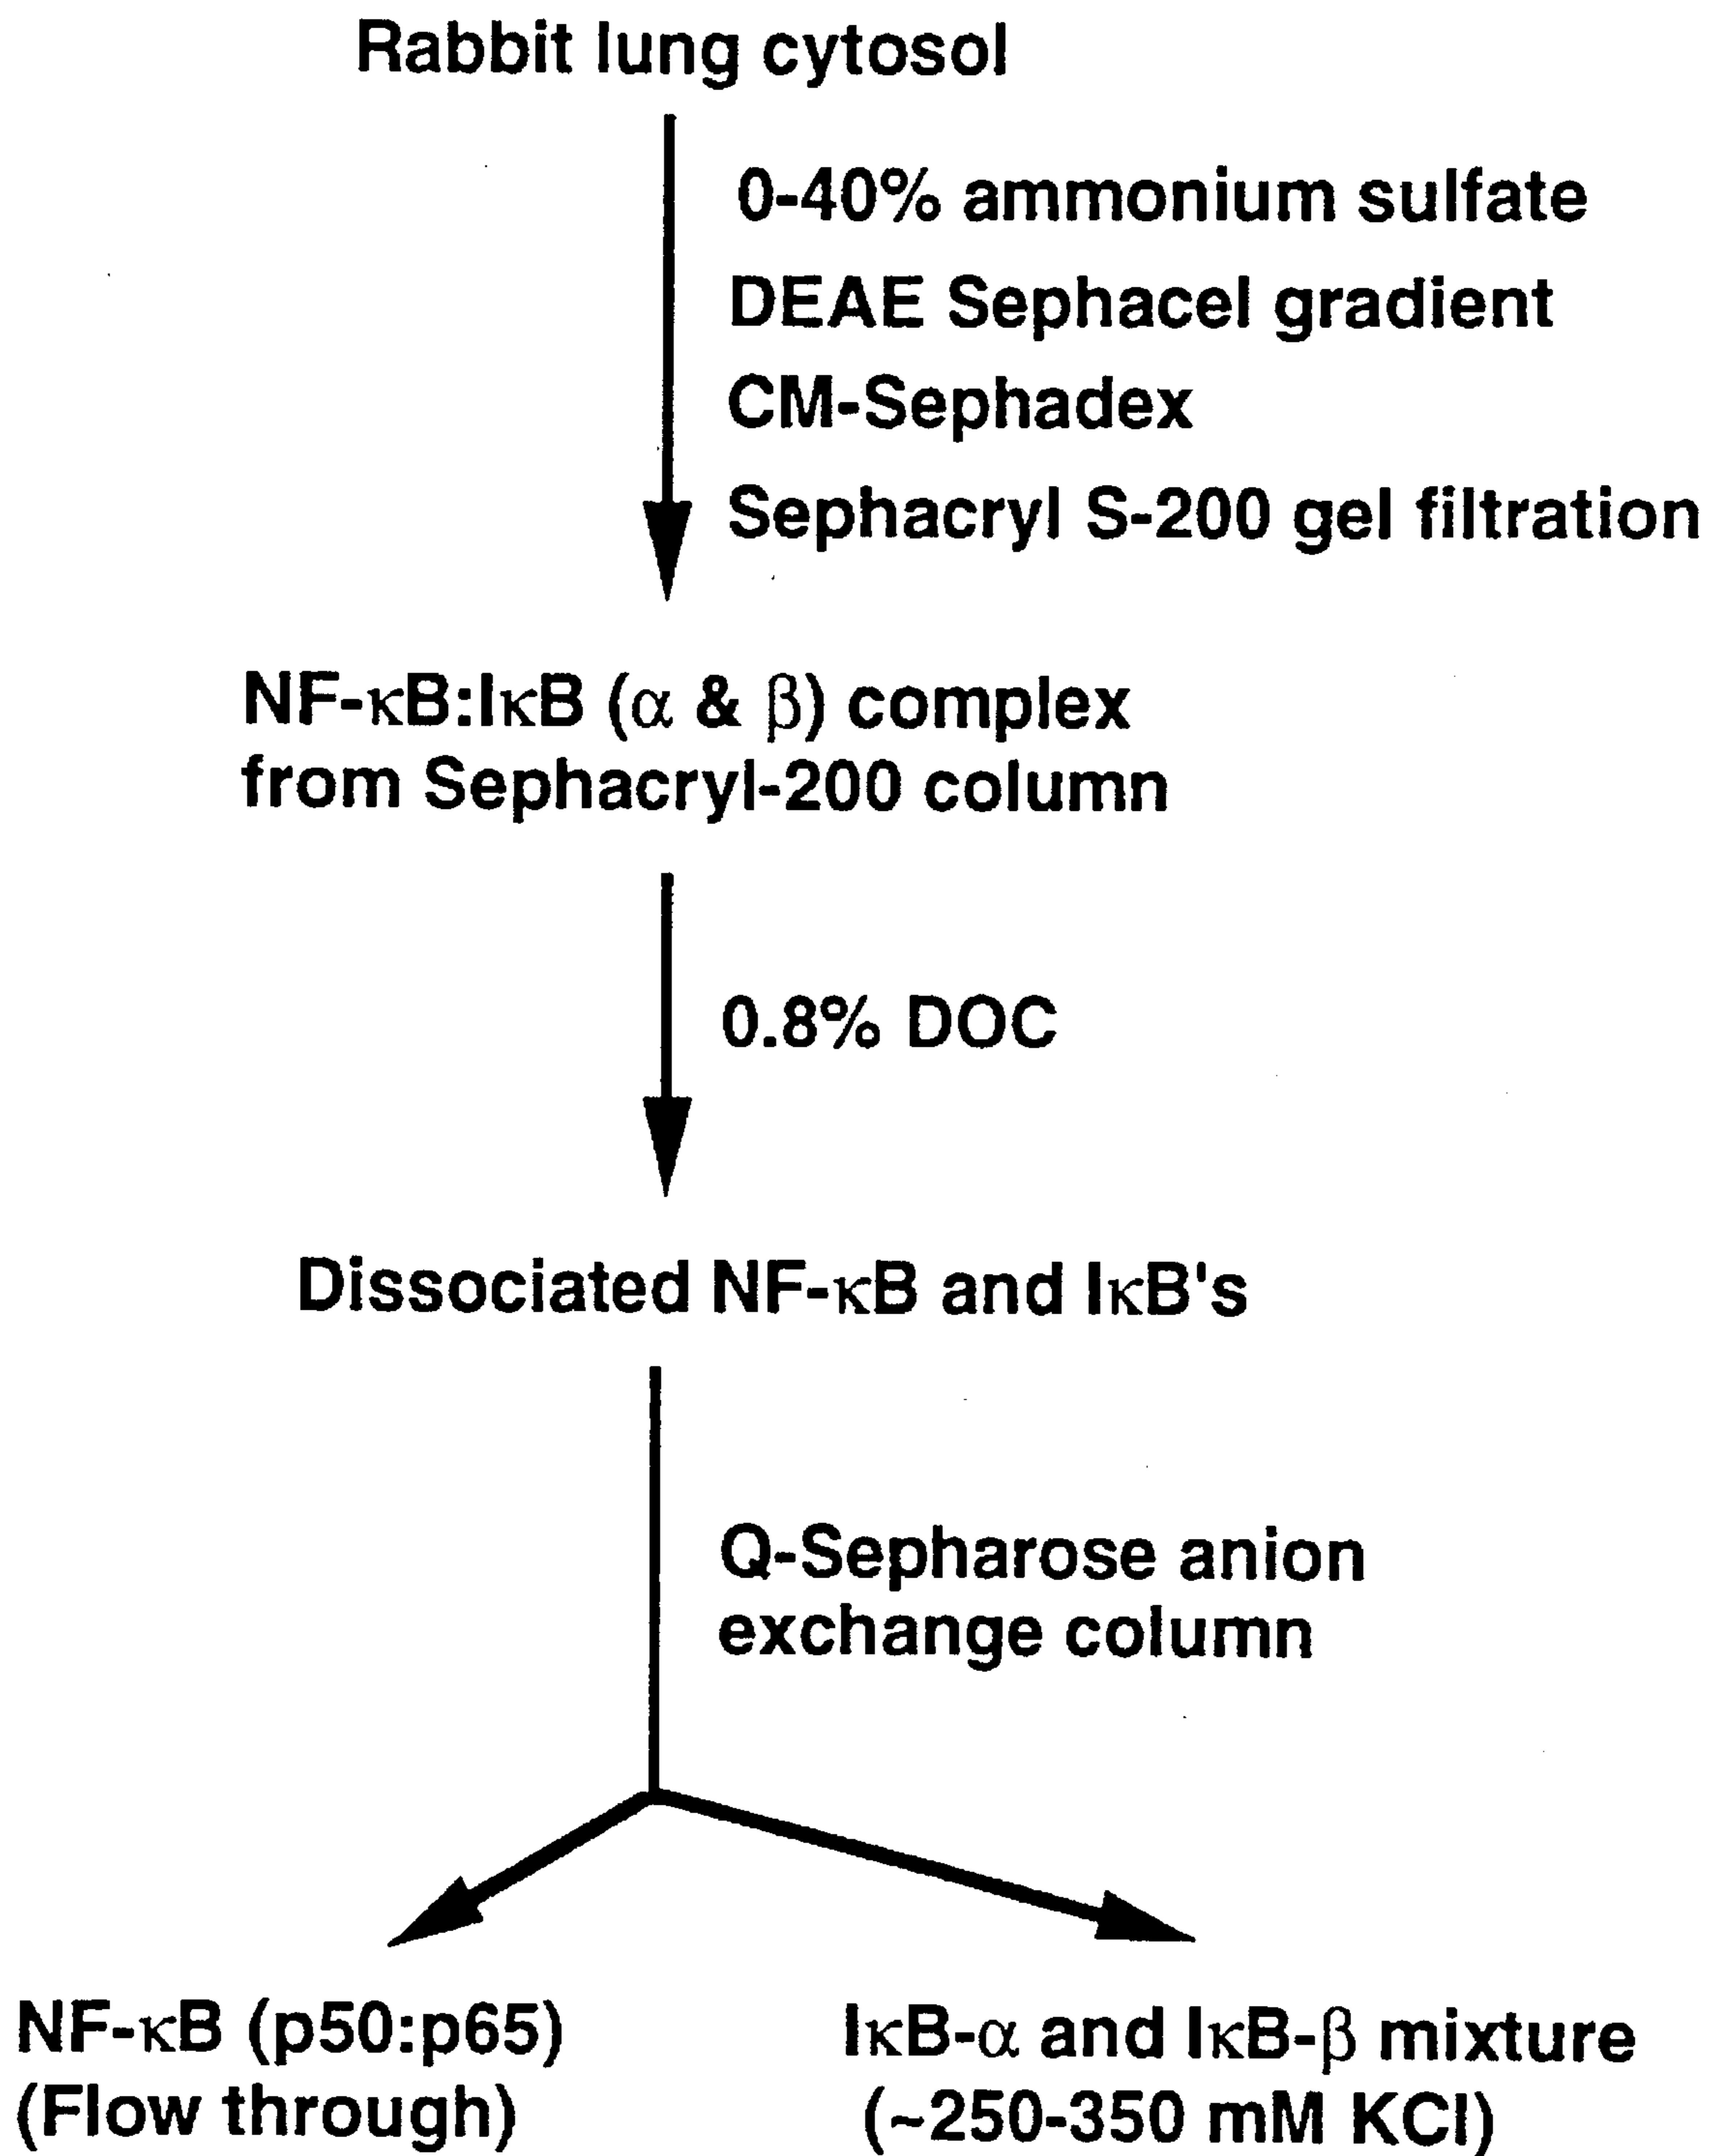 Rabbit lung cytosol
0-40% ammonium sulfate
DEAE Sephacel gradient
CM-Sephadex
Sephacryl S-200 gel filtration
NF-κB:IκB (α & β) complex
from Sephacryl-200 column
0.8% DOC
Dissociated NF-κB and IκB's
Q-Sepharose anion
exchange column
NF-κB (p50:p65)
(Flow through)
IκB-α and IκB-β mixture
(~250-350 mM KCl)